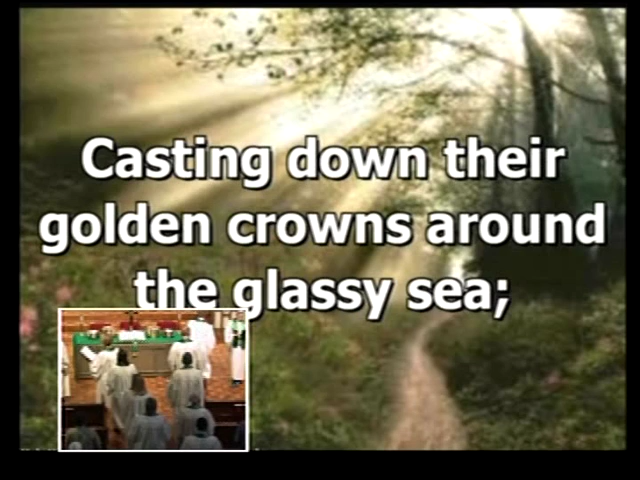 Casting down their
golden crowns around
the glassy sea;